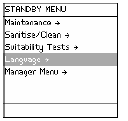 STANDBY MENU
Maintenance →
Sanitise/Clean →
Suitability Tests →
Language →
Manager Menu →